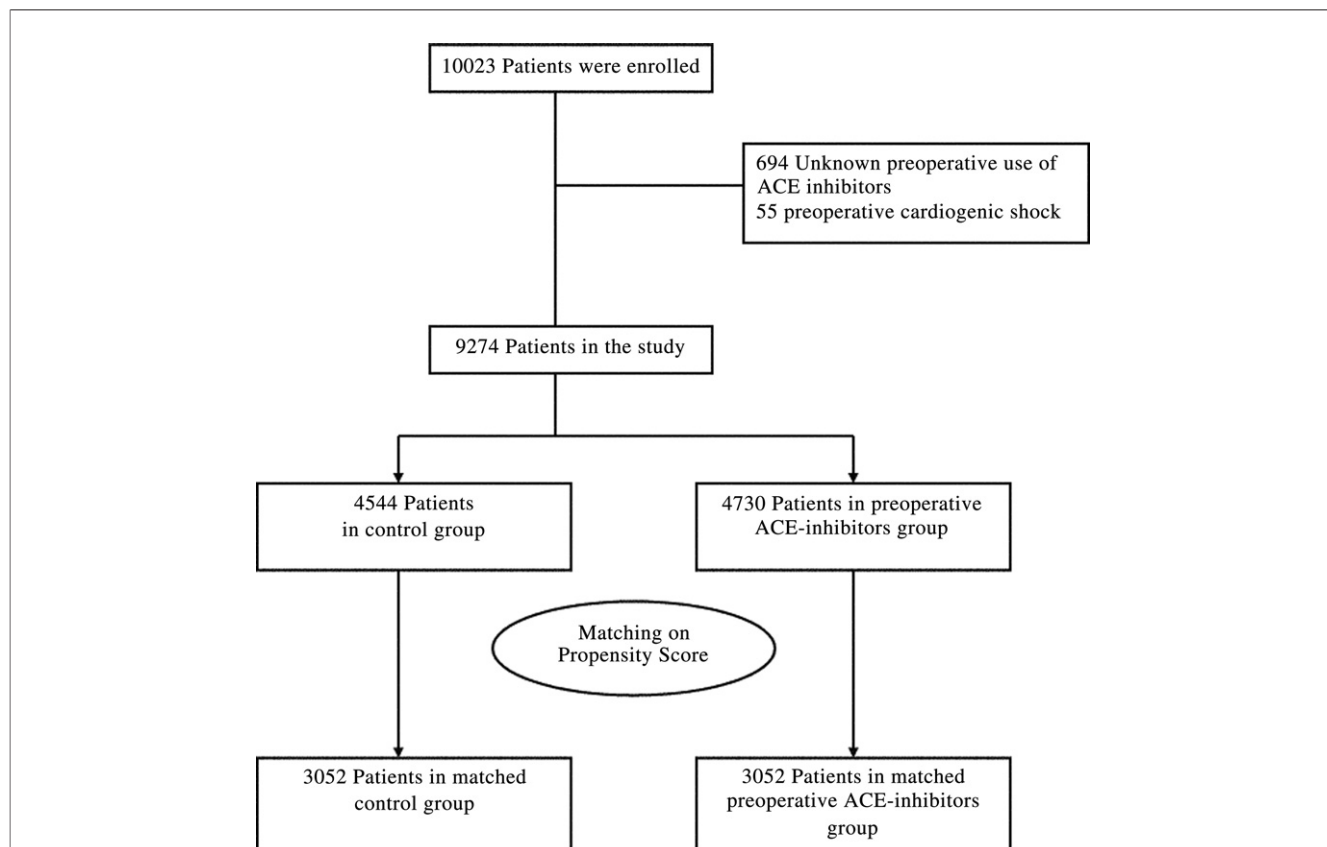 10023 Patients were enrolled
694 Unknown preoperative use of
ACE inhibitors
55 preoperative cardiogenic shock
9274 Patients in the study
4544 Patients
in control group
4730 Patients in preoperative
ACE-inhibitors group
Matching on
Propensity Score
3052 Patients in matched
control group
3052 Patients in matched
preoperative ACE-inhibitors
group